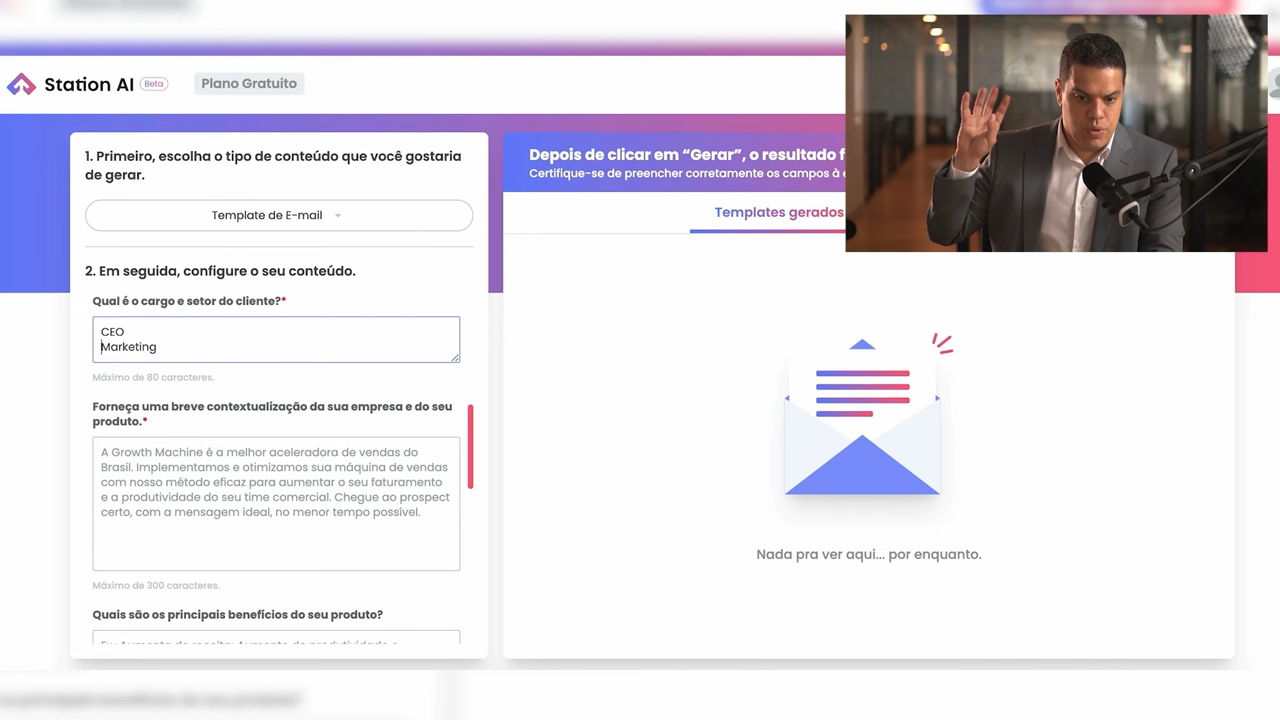 Station AI Beta Plano Gratuito
1. Primeiro, escolha o tipo de conteúdo que você gostaria
de gerar.
Template de E-mail
2. Em seguida, configure o seu conteúdo.
Qual é o cargo e setor do cliente?*
CEO
Marketing
Máximo de 80 caracteres.
Forneça uma breve contextualização da sua empresa e do seu
produto.*
A Growth Machine é a melhor aceleradora de vendas do
Brasil. Implementamos e otimizamos sua máquina de vendas
com nosso método eficaz para aumentar o seu faturamento
e a produtividade do seu time comercial. Chegue ao prospect
certo, com a mensagem ideal, no menor tempo possível.
Máximo de 300 caracteres.
Quais são os principais benefícios do seu produto?
Depois de clicar em “Gerar”, o resultado
Certifique-se de preencher corretamente os campos à
Templates gerados
Nada pra ver aqui... por enquanto.